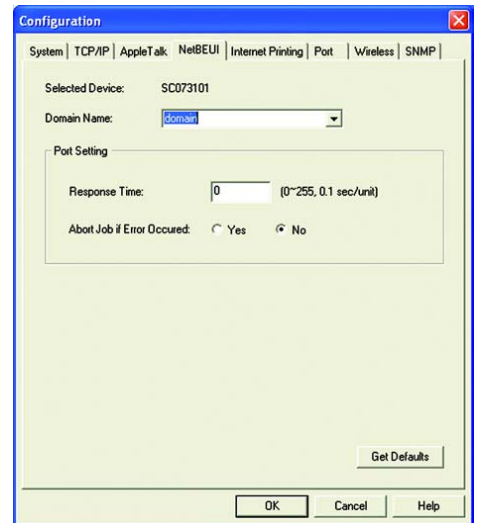 Configuration
System TCP/IP AppleTalk NetBEUI Internet Printing Port Wireless SNMP
Selected Device: SC073101
Domain Name: domain
Port Setting
Response Time: 0 (0~255, 0.1 sec/unit)
Abort Job if Error Occured: Yes No
Get Defaults
OK Cancel Help